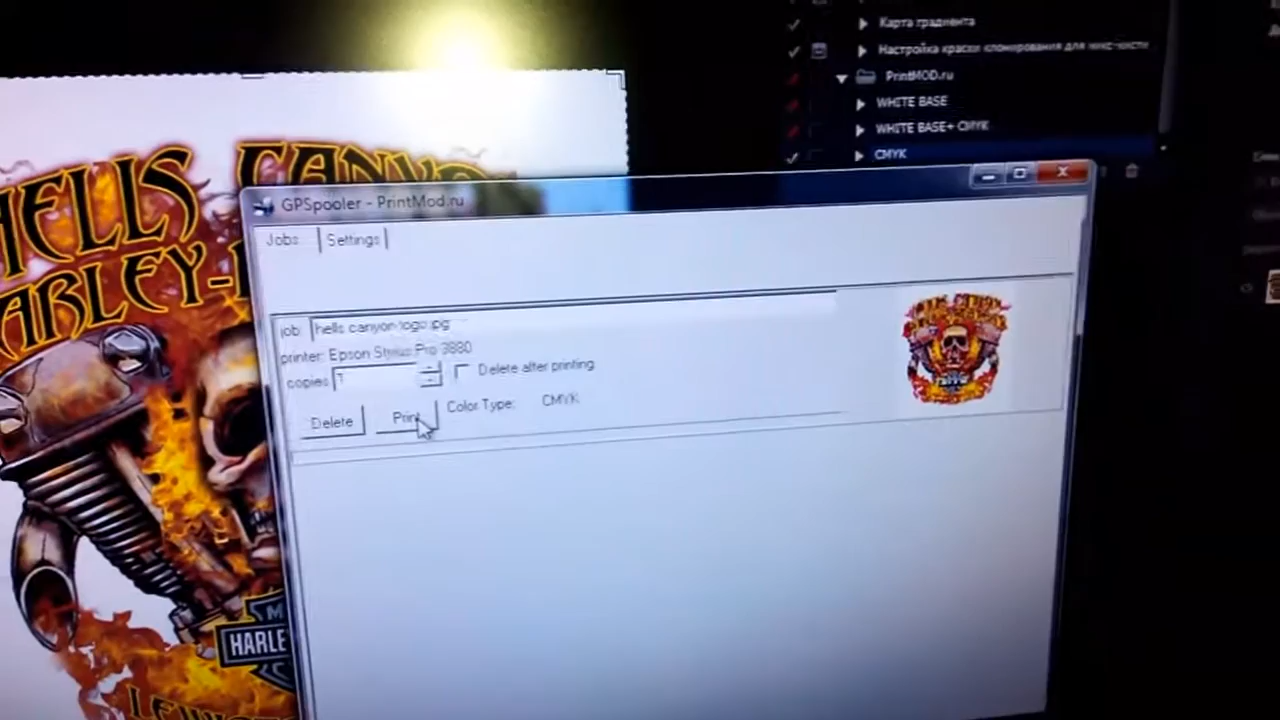 Карта градиента
Настройка краски клонирования для микс-кисти
PrintMOD.ru
WHITE BASE
WHITE BASE+ CMYK
CMYK
HELLS CANYON
HARLEY-
HARLE
GPSpooler - PrintMod.ru
Jobs
Settings
job: hells canyon logo.jpg
printer: Epson Stylus Pro 3880
copies 1
Delete after printing
Delete
Print
Color Type: CMYK